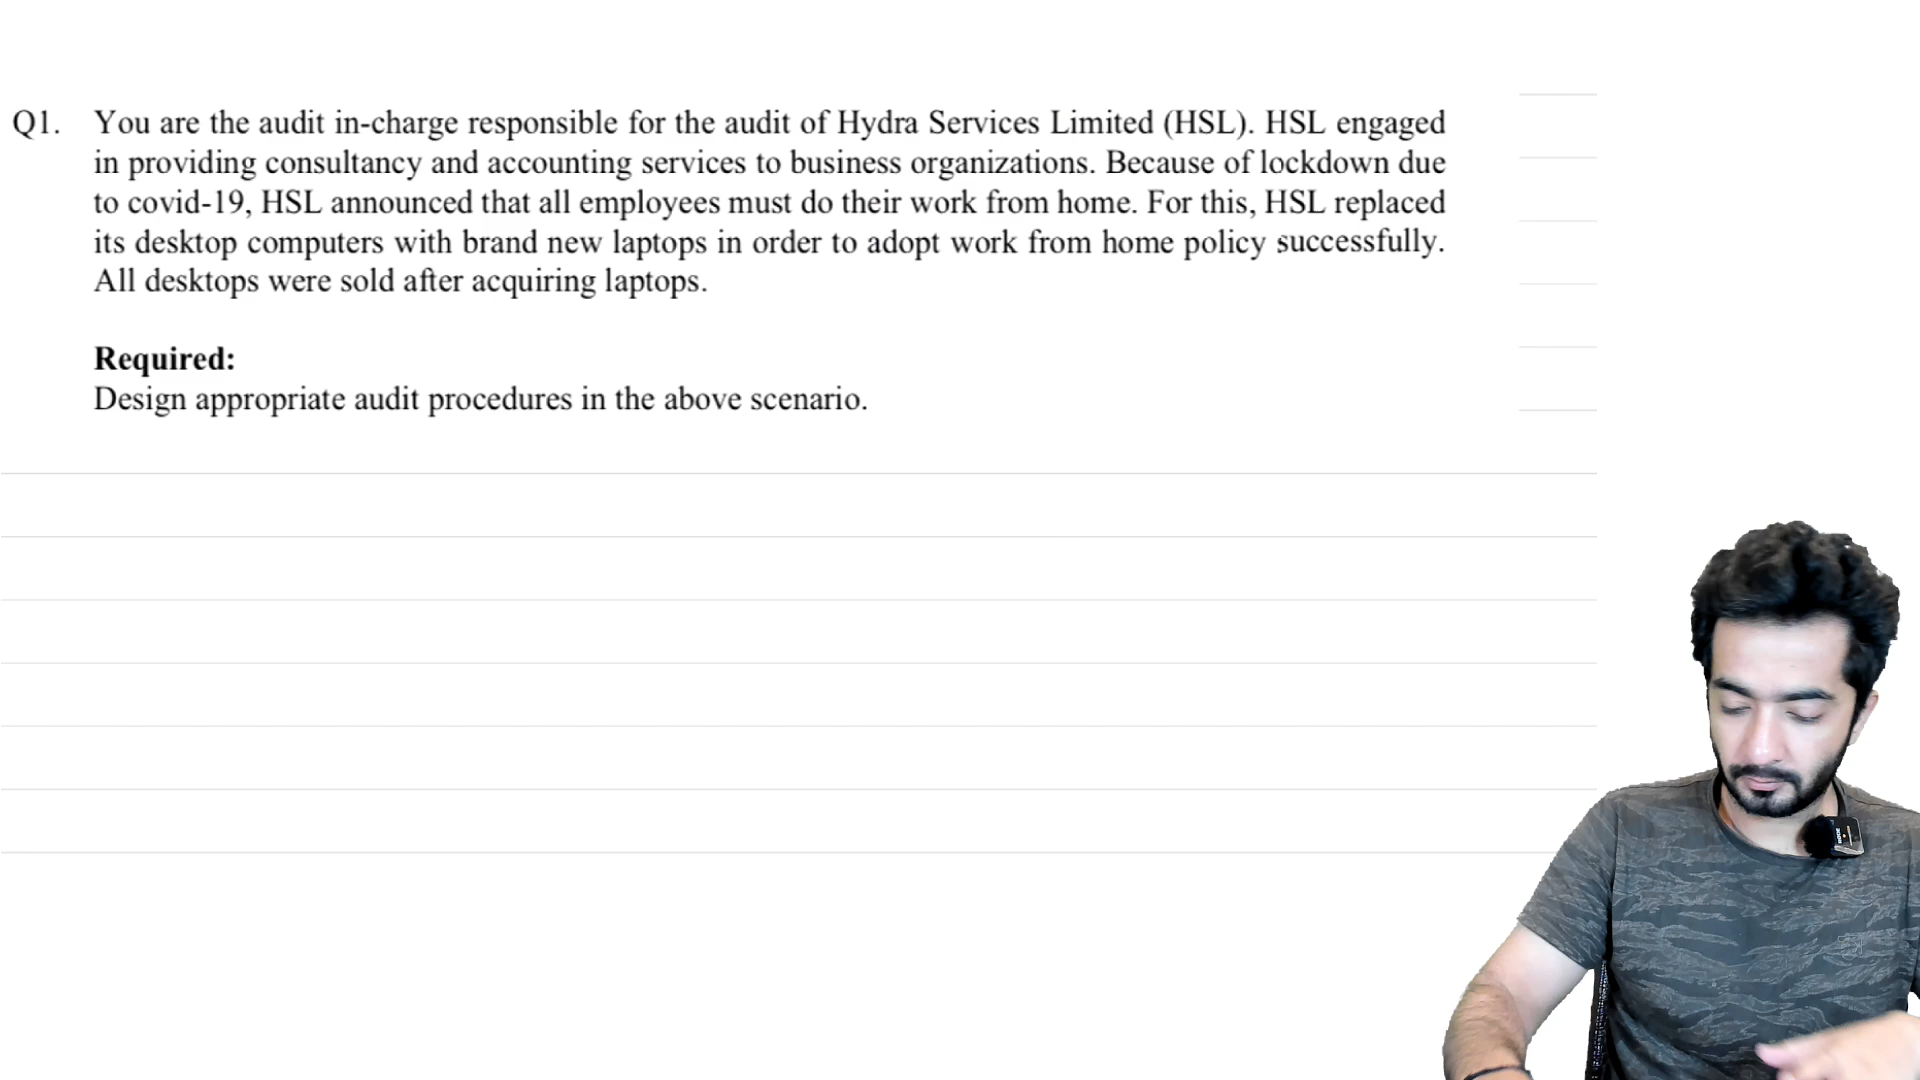 Q1. You are the audit in-charge responsible for the audit of Hydra Services Limited (HSL). HSL engaged
in providing consultancy and accounting services to business organizations. Because of lockdown due
to covid-19, HSL announced that all employees must do their work from home. For this, HSL replaced
its desktop computers with brand new laptops in order to adopt work from home policy successfully.
All desktops were sold after acquiring laptops.
Required:
Design appropriate audit procedures in the above scenario.